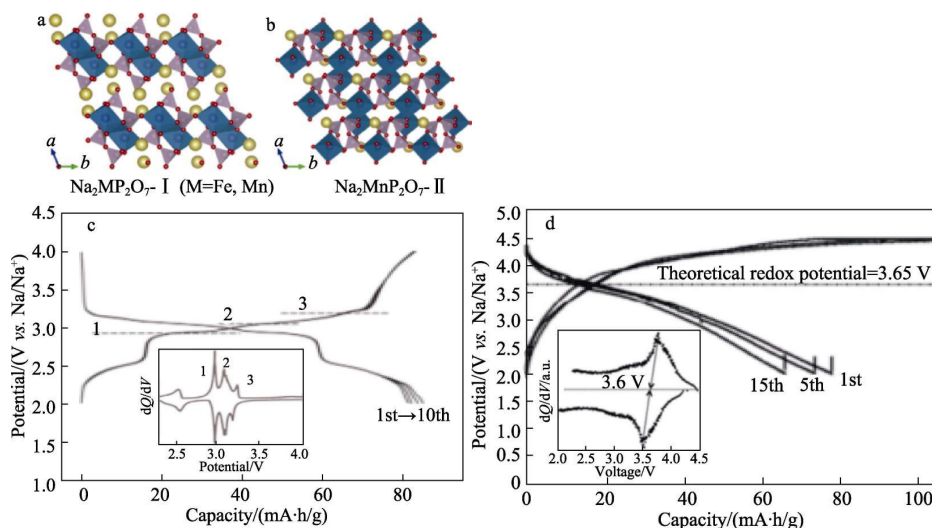 a
b
a
b
a
b
Na₂MP₂O₇-Ⅰ (M=Fe, Mn)
Na₂MnP₂O₇-Ⅱ
c
Potential/(V vs. Na/Na⁺)
4.5
4.0
3.5
3.0
2.5
2.0
1.0
1
2
3
dQ/dV
1
2
3
2.5 3.0 3.5 4.0
Potential/V
1st→10th
0 20 40 60 80
Capacity/(mA·h/g)
d
Potential/(V vs. Na/Na⁺)
5.0
4.5
4.0
3.5
3.0
2.5
2.0
1.5
1.0
0.5
0
Theoretical redox potential=3.65 V
dQ/dV/a.u.
3.6 V
2.0 2.5 3.0 3.5 4.0 4.5
Voltage/V
15th 5th 1st
0 20 40 60 80 100
Capacity/(mA·h/g)